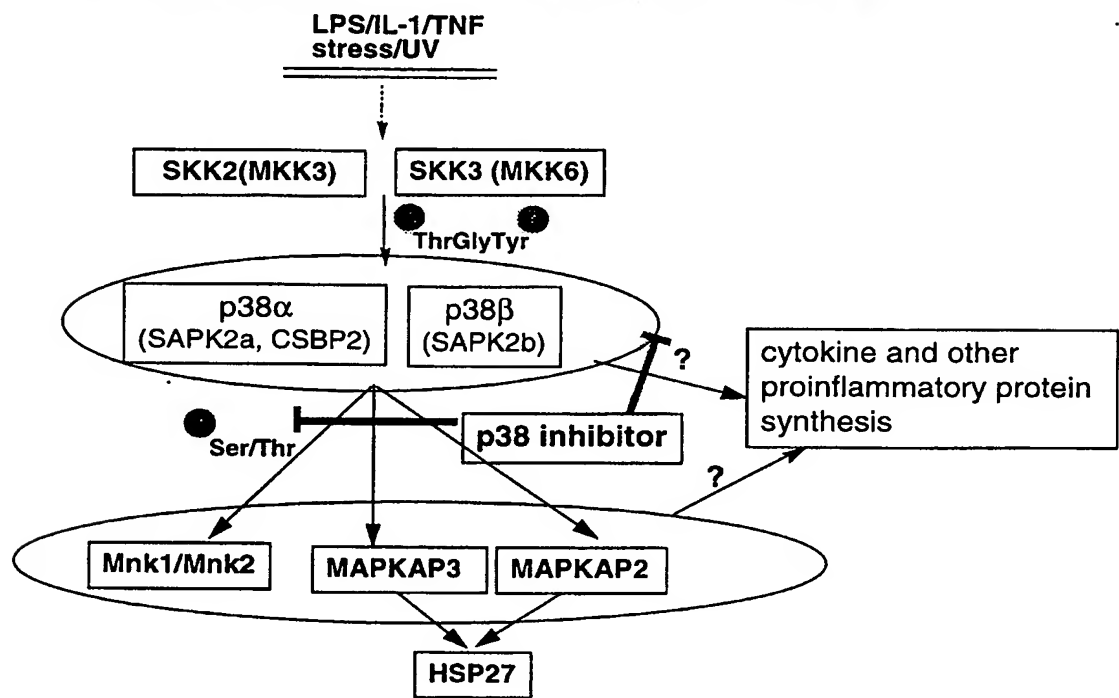 LPS/IL-1/TNF
stress/UV
SKK2(MKK3)
SKK3 (MKK6)
ThrGlyTyr
p38α
(SAPK2a, CSBP2)
p38β
(SAPK2b)
?
cytokine and other
proinflammatory protein
synthesis
p38 inhibitor
Ser/Thr
?
Mnk1/Mnk2
MAPKAP3
MAPKAP2
HSP27